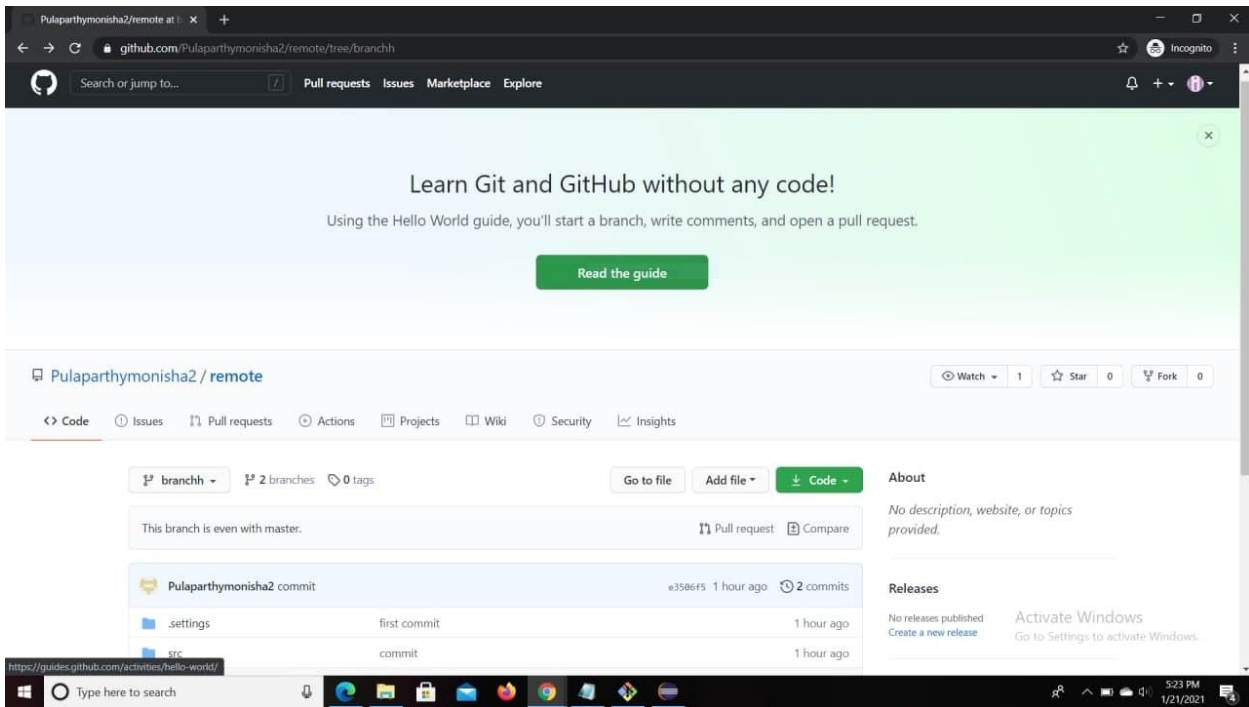 Pulaparthymonisha2/remote at b
github.com/Pulaparthymonisha2/remote/tree/branchh
Incognito
Search or jump to...
/
Pull requests Issues Marketplace Explore
Learn Git and GitHub without any code!
Using the Hello World guide, you'll start a branch, write comments, and open a pull request.
Read the guide
Pulaparthymonisha2 / remote
Watch 1 Star 0 Fork 0
<> Code Issues Pull requests Actions Projects Wiki Security Insights
branchh 2 branches 0 tags
Go to file Add file Code
This branch is even with master.
Pull request Compare
Pulaparthymonisha2 commit e3506f5 1 hour ago 2 commits
.settings first commit 1 hour ago
src commit 1 hour ago
About
No description, website, or topics
provided.
Releases
No releases published
Create a new release
Activate Windows
Go to Settings to activate Windows.
https://guides.github.com/activities/hello-world/
Type here to search
5:23 PM
1/21/2021
4